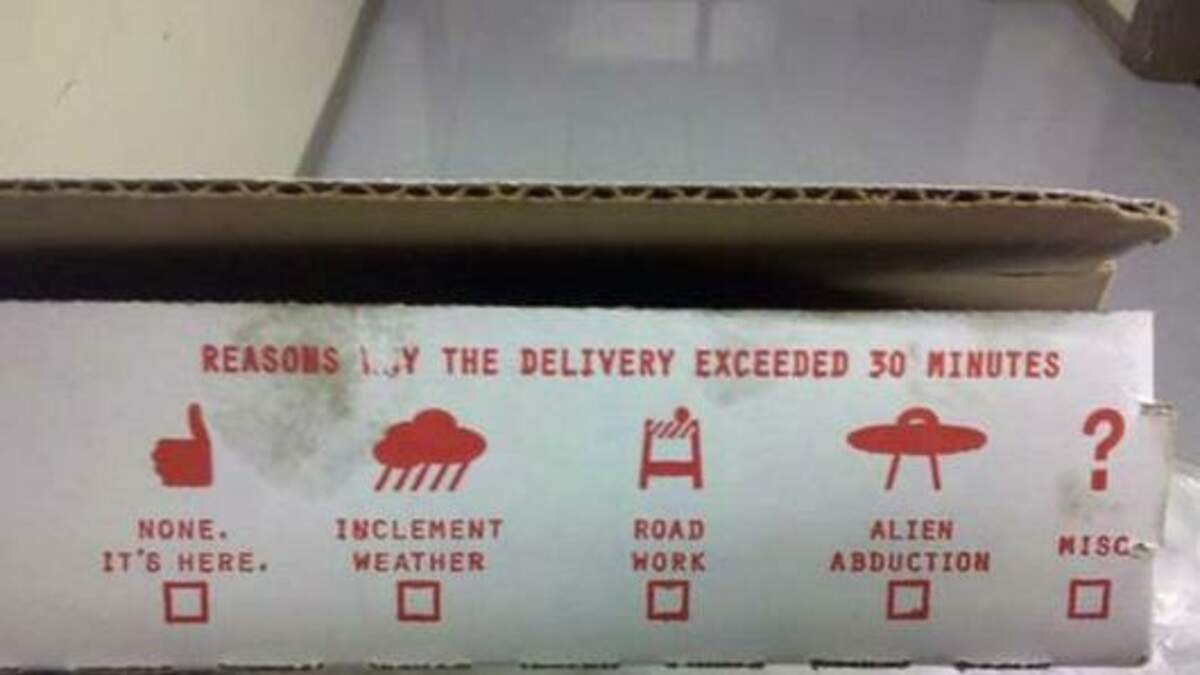 REASONS THE DELIVERY EXCEEDED 30 MINUTES
NONE.
IT'S HERE.
INCLEMENT
WEATHER
ROAD
WORK
ALIEN
ABDUCTION
MISC.